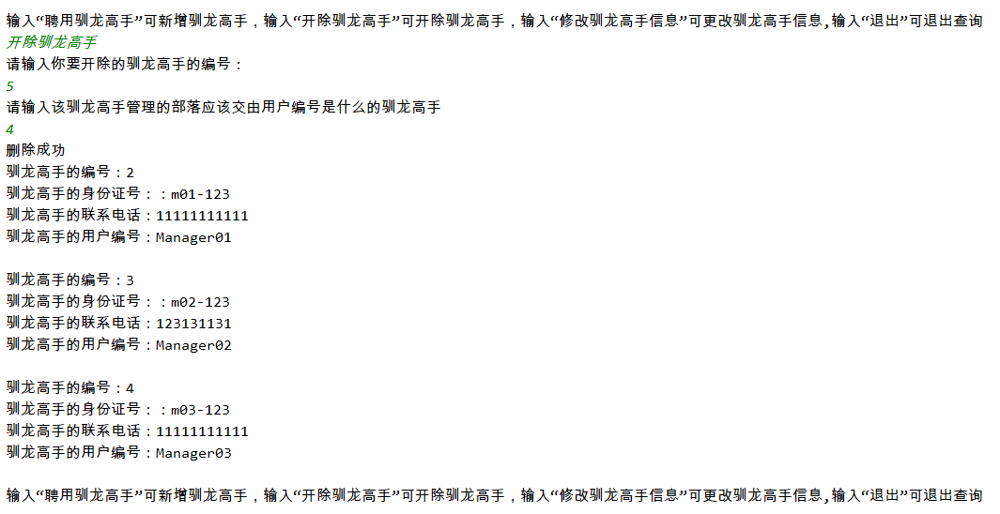 输入“聘用驯龙高手”可新增驯龙高手，输入“开除驯龙高手”可开除驯龙高手，输入“修改驯龙高手信息”可更改驯龙高手信息,输入“退出”可退出查询
开除驯龙高手
请输入你要开除的驯龙高手的编号：
5
请输入该驯龙高手管理的部落应该交由用户编号是什么的驯龙高手
4
删除成功
驯龙高手的编号：2
驯龙高手的身份证号：：m01-123
驯龙高手的联系电话：11111111111
驯龙高手的用户编号：Manager01
驯龙高手的编号：3
驯龙高手的身份证号：：m02-123
驯龙高手的联系电话：123131131
驯龙高手的用户编号：Manager02
驯龙高手的编号：4
驯龙高手的身份证号：：m03-123
驯龙高手的联系电话：11111111111
驯龙高手的用户编号：Manager03
输入“聘用驯龙高手”可新增驯龙高手，输入“开除驯龙高手”可开除驯龙高手，输入“修改驯龙高手信息”可更改驯龙高手信息,输入“退出”可退出查询